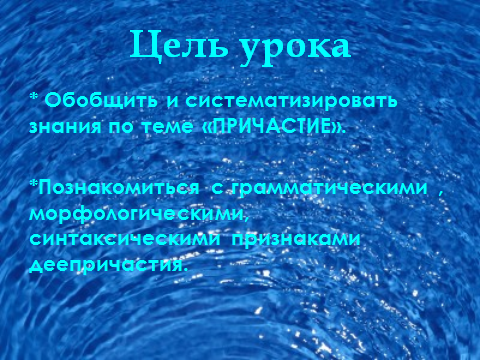 Цель урока
* Обобщить и систематизировать
знания по теме «ПРИЧАСТИЕ».
*Познакомиться с грамматическими ,
морфологическими,
синтаксическими признаками
деепричастия.